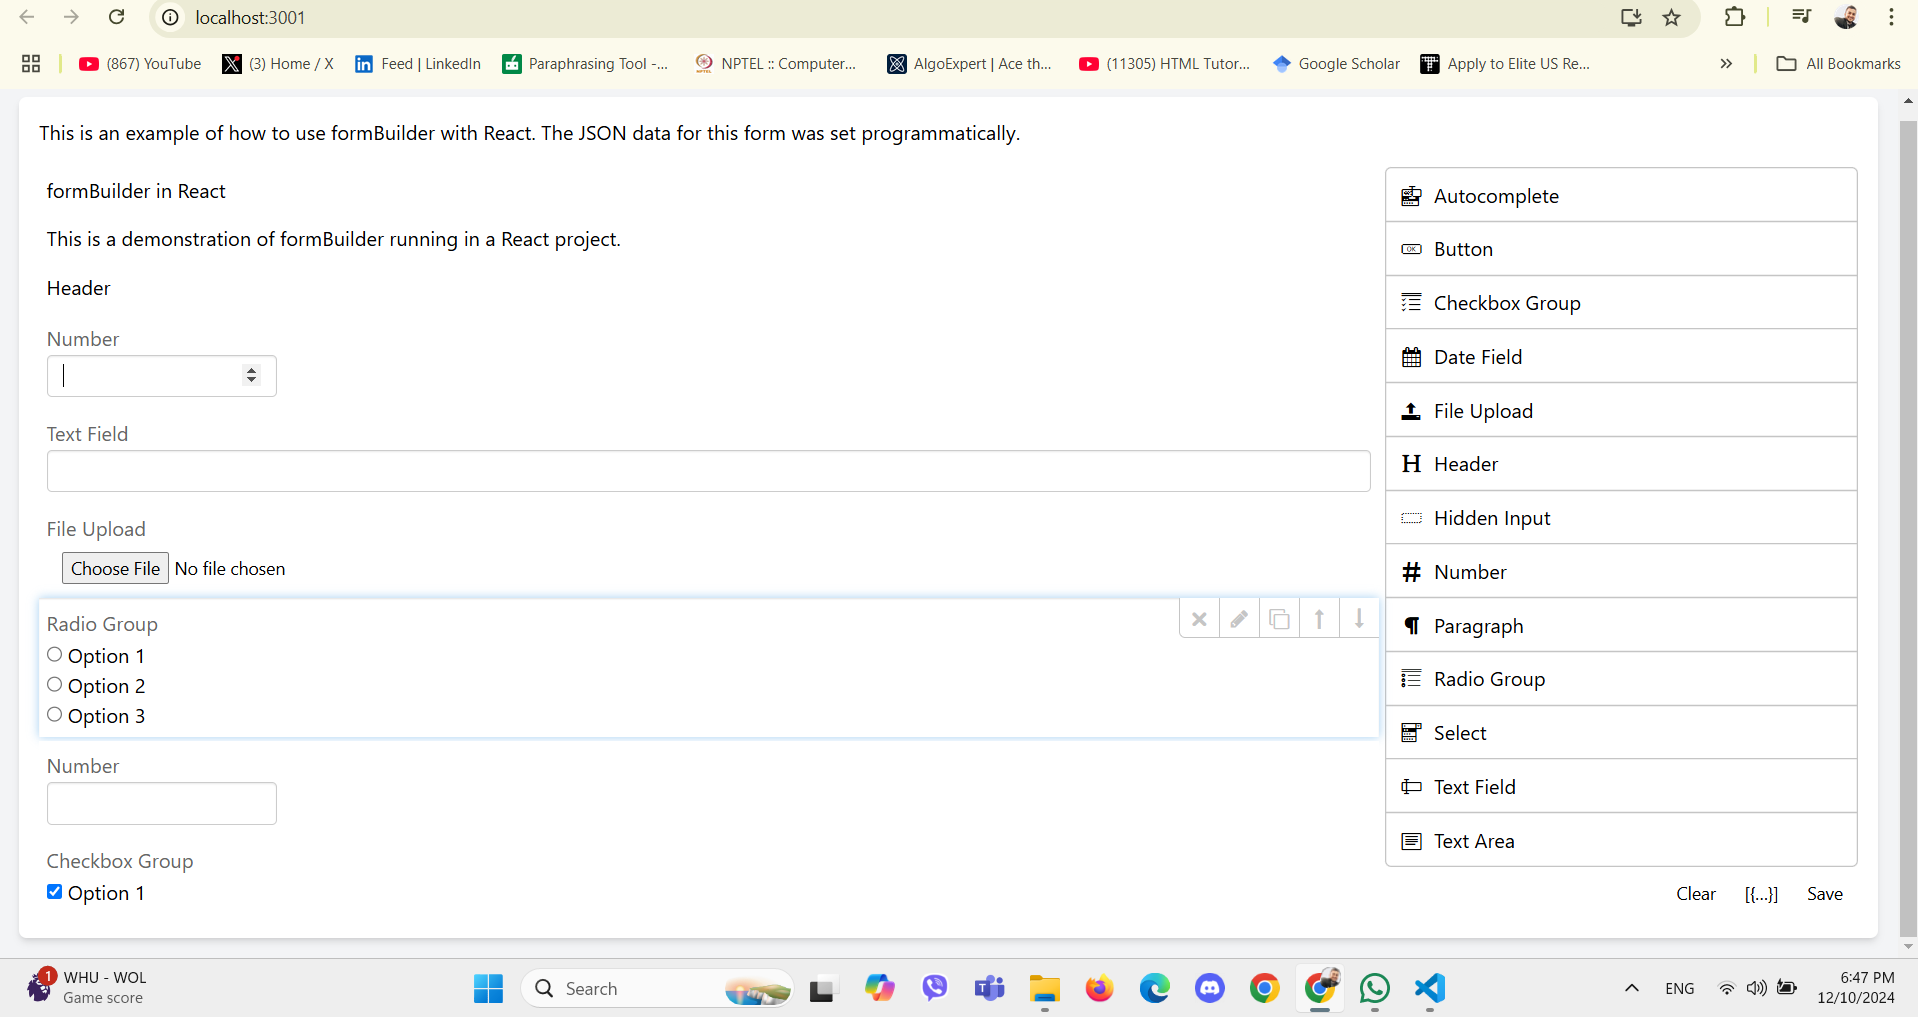 localhost:3001
(867) YouTube
(3) Home / X
Feed | LinkedIn
Paraphrasing Tool -...
NPTEL :: Computer...
AlgoExpert | Ace th...
(11305) HTML Tutor...
Google Scholar
Apply to Elite US Re...
All Bookmarks
This is an example of how to use formBuilder with React. The JSON data for this form was set programmatically.
formBuilder in React
This is a demonstration of formBuilder running in a React project.
Header
Number
Text Field
File Upload
Choose File No file chosen
Radio Group
Option 1
Option 2
Option 3
Number
Checkbox Group
Option 1
Autocomplete
Button
Checkbox Group
Date Field
File Upload
H Header
Hidden Input
# Number
¶ Paragraph
Radio Group
Select
Text Field
Text Area
Clear [{...}] Save
1
WHU - WOL
Game score
Search
ENG
6:47 PM
12/10/2024